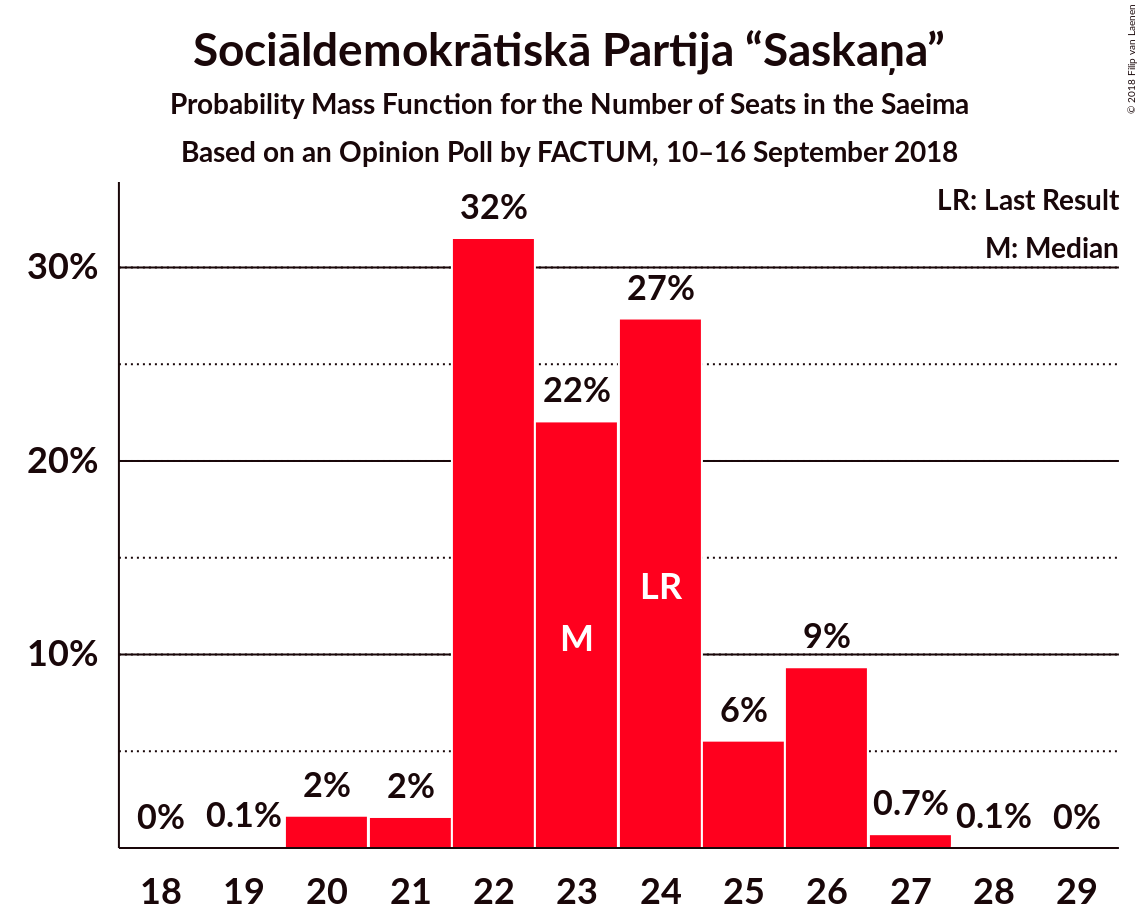 Sociāldemokrātiskā Partija “Saskaņa”
Probability Mass Function for the Number of Seats in the Saeima
Based on an Opinion Poll by FACTUM, 10–16 September 2018
© 2018 Filip van Laenen
LR: Last Result
M: Median
30%
20%
10%
0%
0.1%
2%
2%
32%
22%
27%
6%
9%
0.7%
0.1%
0%
M
LR
18 19 20 21 22 23 24 25 26 27 28 29